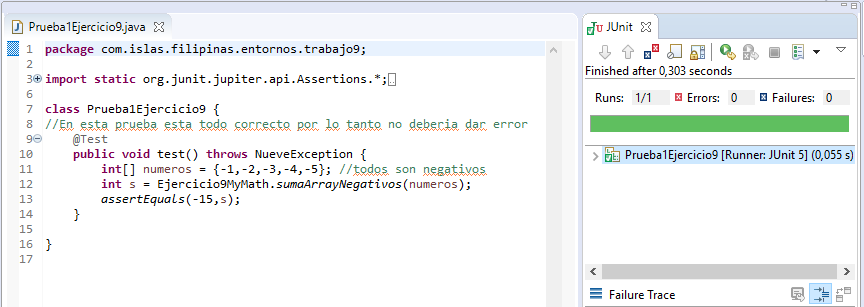 Prueba1Ejercicio9.java
1 package com.islas.filipinas.entornos.trabajo9;
2
3 import static org.junit.jupiter.api.Assertions.*;
6
7 class Prueba1Ejercicio9 {
8 //En esta prueba esta todo correcto por lo tanto no deberia dar error
9 @Test
10 public void test() throws NueveException {
11 int[] numeros = {-1,-2,-3,-4,-5}; //todos son negativos
12 int s = Ejercicio9MyMath.sumaArrayNegativos(numeros);
13 assertEquals(-15,s);
14 }
15
16 }
17
JUnit
Finished after 0,303 seconds
Runs: 1/1 Errors: 0 Failures: 0
Prueba1Ejercicio9 [Runner: JUnit 5] (0,055 s)
Failure Trace